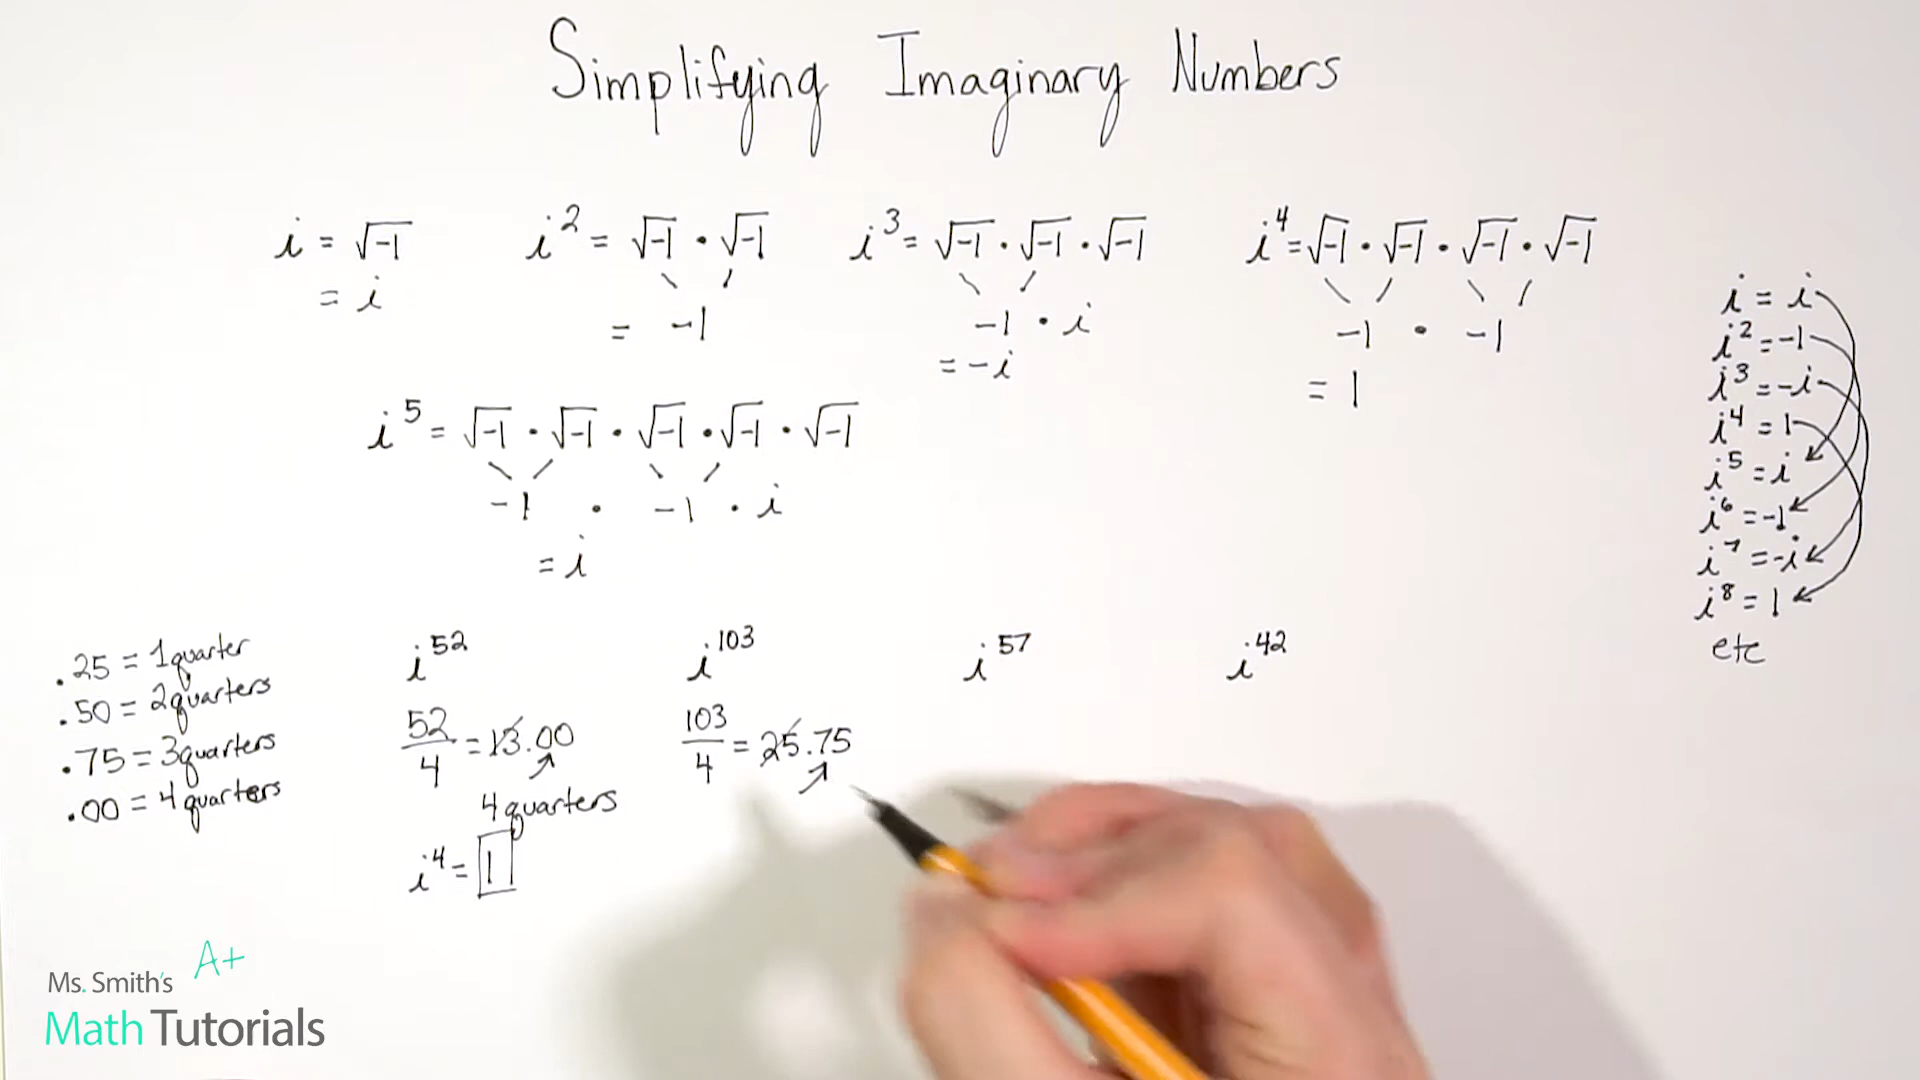 Simplifying Imaginary Numbers
i = √-1
= i
i² = √-1 · √-1
= -1
i³ = √-1 · √-1 · √-1
-1 · i
= -i
i⁴ = √-1 · √-1 · √-1 · √-1
-1 · -1
= 1
i⁵ = √-1 · √-1 · √-1 · √-1 · √-1
-1 · -1 · i
= i
i = i
i² = -1
i³ = -i
i⁴ = 1
i⁵ = i
i⁶ = -1
i⁷ = -i
i⁸ = 1
etc
.25 = 1 quarter
.50 = 2 quarters
.75 = 3 quarters
.00 = 4 quarters
i⁵²
52/4 = 13.00
4 quarters
i⁴ = 1
i¹⁰³
103/4 = 25.75
i⁵⁷
i⁴²
A+
Ms. Smith's
Math Tutorials